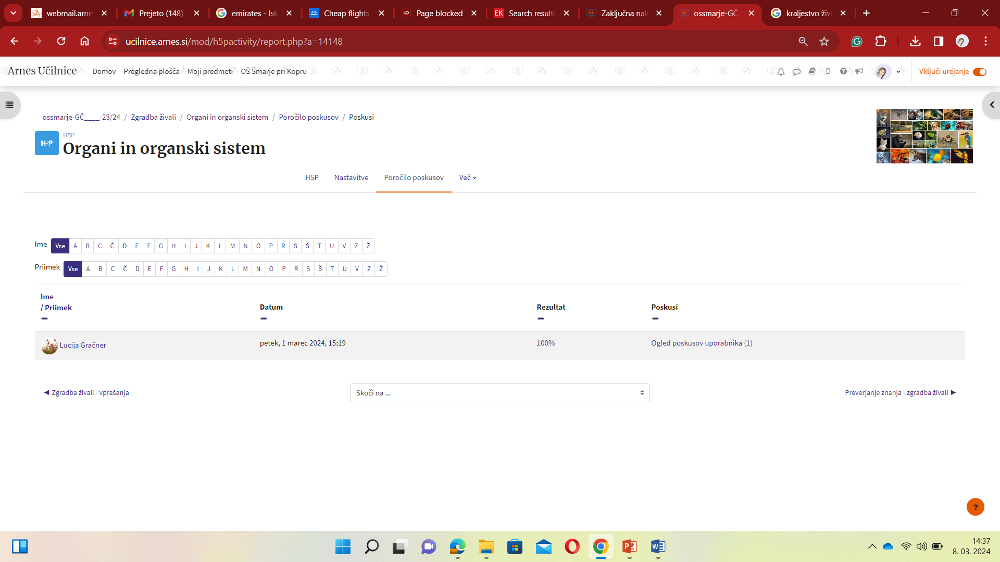 webmail.arne
Prejeto (148)
emirates - Isk
Cheap flights
Page blocked
EK Search results
Zaključna nal
ossmarje-GČ_
kraljestvo živa
ucilnice.arnes.si/mod/h5pactivity/report.php?a=14148
Arnes Učilnice Domov Pregledna plošča Moji predmeti OŠ Šmarje pri Kopru
Vključi urejanje
ossmarje-GČ____-23/24 / Zgradba živali / Organi in organski sistem / Poročilo poskusov / Poskusi
H5P
H5P
Organi in organski sistem
H5P Nastavitve Poročilo poskusov Več
Ime Vse A B C Č D E F G H I J K L M N O P R S Š T U V Z Ž
Priimek Vse A B C Č D E F G H I J K L M N O P R S Š T U V Z Ž
Ime
/ Priimek
Datum
Rezultat
Poskusi
Lucija Gračner
petek, 1 marec 2024, 15:19
100%
Ogled poskusov uporabnika (1)
◀ Zgradba živali - vprašanja
Skoči na ...
Preverjanje znanja - zgradba živali ▶
?
14:37
8. 03. 2024